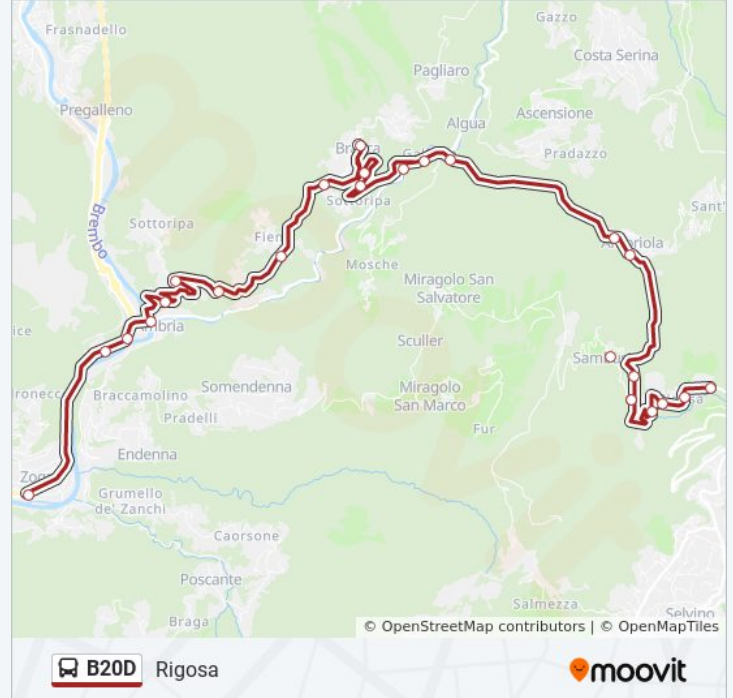 Frasnadello
Gazzo
Costa Serina
Pagliaro
Pregalleno
Ascensione
Algua
Pradazzo
Sottoripa
Sant'
Brembo
Sottoripa
Mosche
Miragolo San
Salvatore
Ambria
Sculler
Somendenna
Miragolo
San Marco
Braccamolino
Pradelli
Fur
Endenna
Grumello
de' Zanchi
Caorsone
Poscante
Salmezza
Selvino
Braga
© OpenStreetMap contributors | © OpenMapTiles
B20D Rigosa
moovit